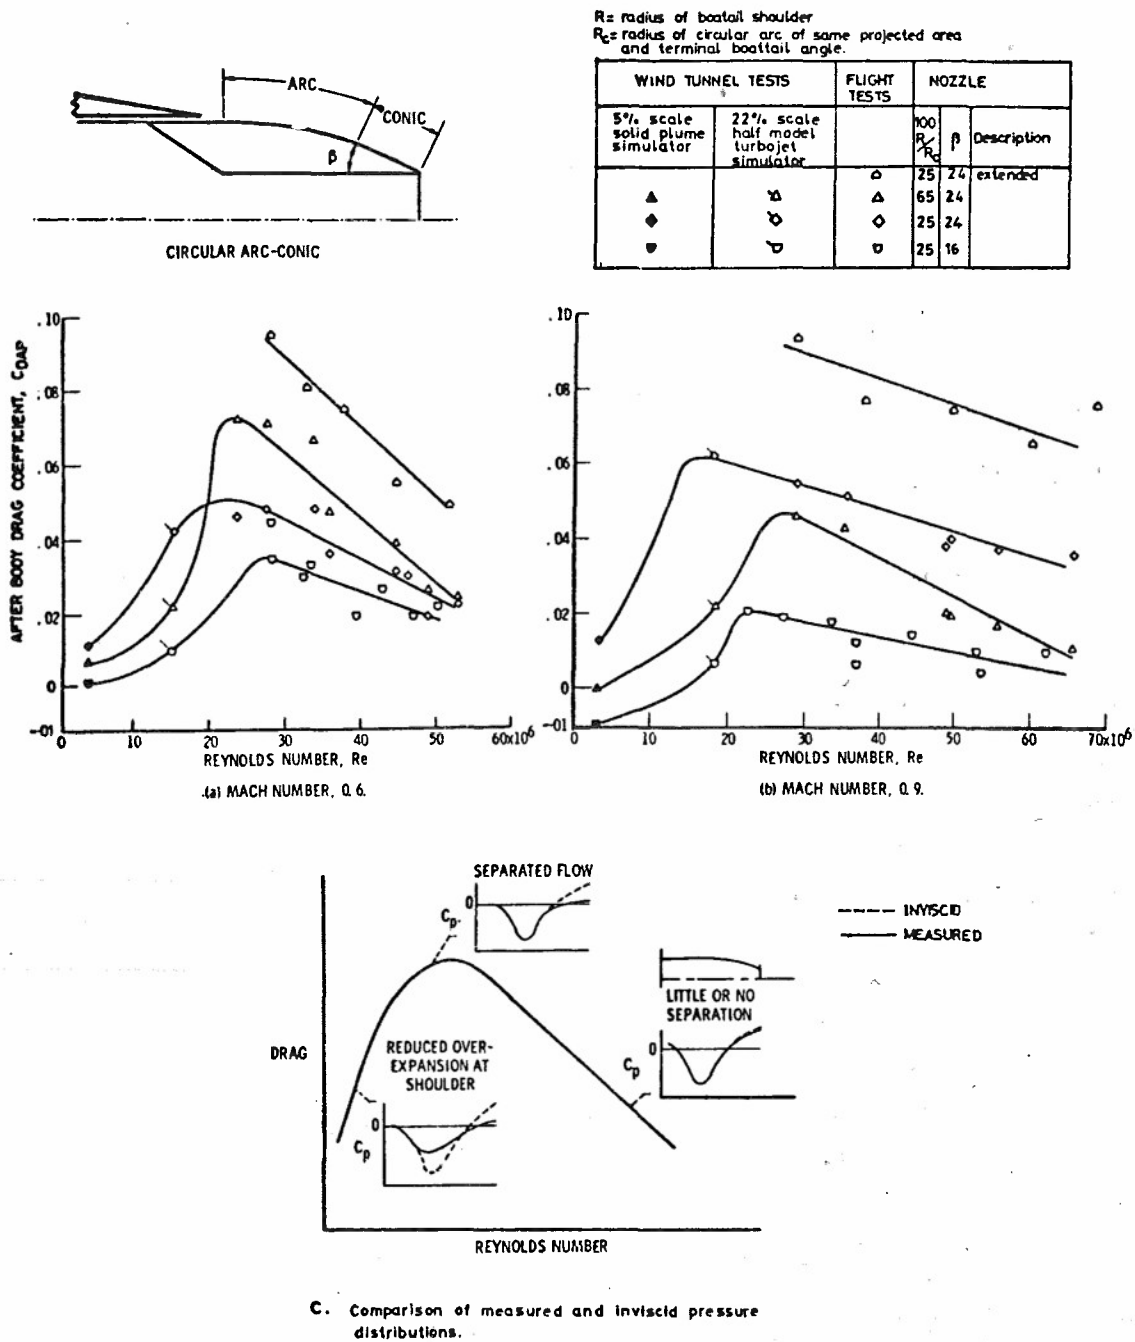 R= radius of boatail shoulder
Rc= radius of circular arc of same projected area
and terminal boattail angle.
WIND TUNNEL TESTS
FLIGHT
TESTS
NOZZLE
5% scale
solid plume
simulator
22% scale
half model
turbojet
simulator
100
R/Rc
β
Description
25 24 extended
65 24
25 24
25 16
ARC
CONIC
β
CIRCULAR ARC-CONIC
AFTER BODY DRAG COEFFICIENT, CDAP
.10
.08
.06
.04
.02
0
-.01
0 10 20 30 40 50 60x10⁶
REYNOLDS NUMBER, Re
(a) MACH NUMBER, 0.6.
.10
.08
.06
.04
.02
0
-.01
0 10 20 30 40 50 60 70x10⁶
REYNOLDS NUMBER, Re
(b) MACH NUMBER, 0.9.
SEPARATED FLOW
0
Cp
INVISCID
MEASURED
LITTLE OR NO
SEPARATION
0
Cp
DRAG
REDUCED OVER-
EXPANSION AT
SHOULDER
0
Cp
REYNOLDS NUMBER
C. Comparison of measured and inviscid pressure
distributions.